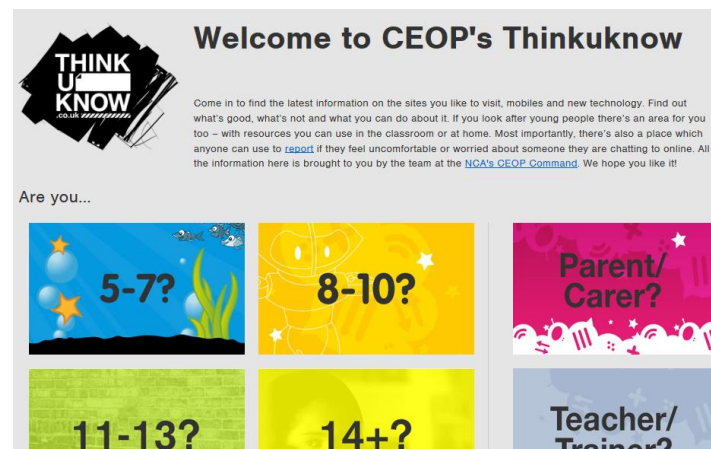 THINK
U
KNOW
.co.uk
Welcome to CEOP's Thinkuknow
Come in to find the latest information on the sites you like to visit, mobiles and new technology. Find out
what's good, what's not and what you can do about it. If you look after young people there's an area for you
too – with resources you can use in the classroom or at home. Most importantly, there's also a place which
anyone can use to report if they feel uncomfortable or worried about someone they are chatting to online. All
the information here is brought to you by the team at the NCA's CEOP Command. We hope you like it!
Are you...
5-7?
8-10?
Parent/
Carer?
11-13?
14+?
Teacher/
Trainer?